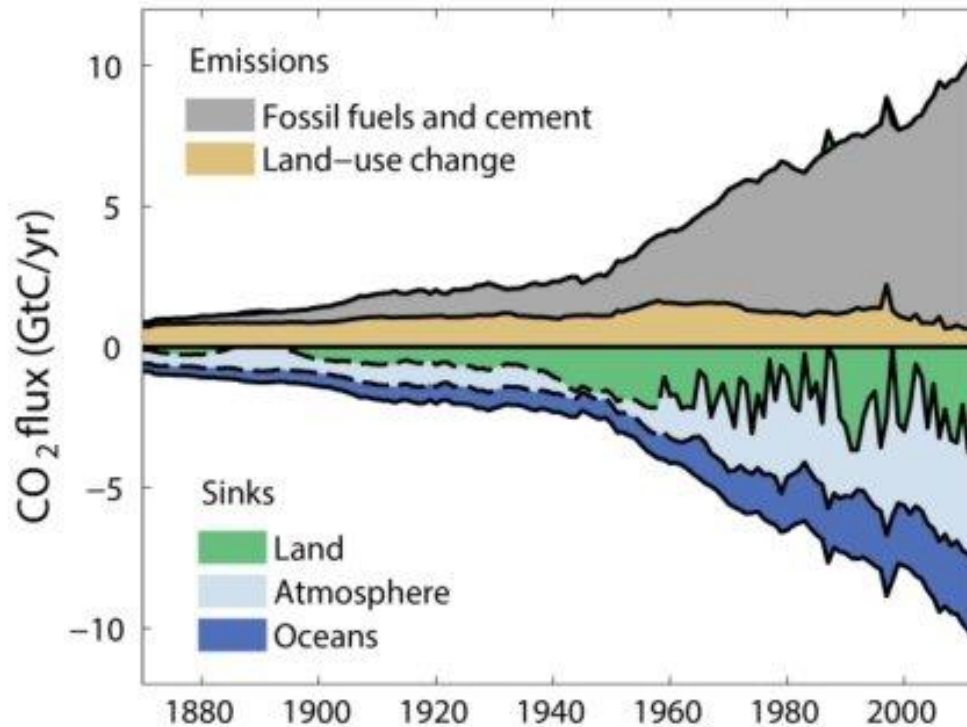 Emissions
Fossil fuels and cement
Land-use change
10
5
0
-5
-10
CO2 flux (GtC/yr)
Sinks
Land
Atmosphere
Oceans
1880 1900 1920 1940 1960 1980 2000